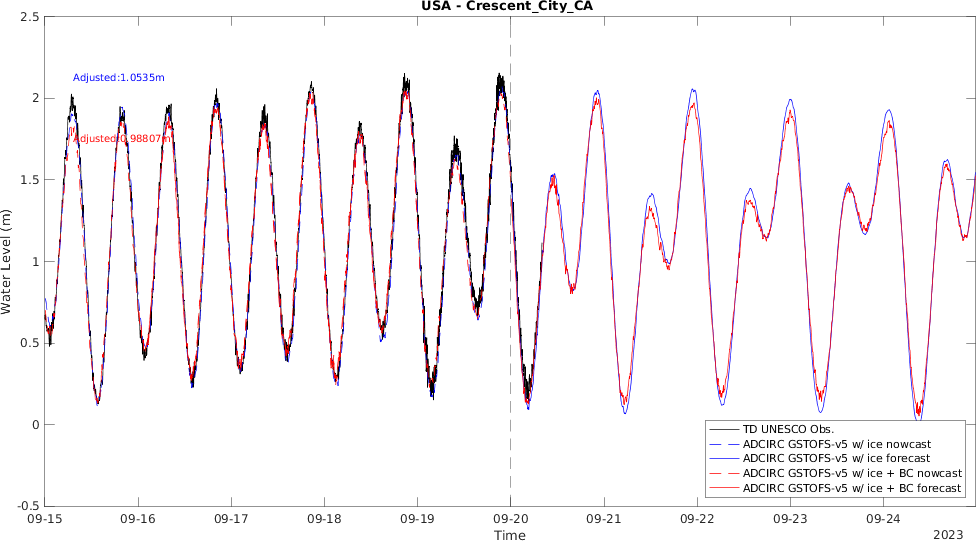 USA - Crescent_City_CA
2.5
2
1.5
1
0.5
0
-0.5
Water Level (m)
Adjusted:1.0535m
Adjusted:0.98807m
TD UNESCO Obs.
ADCIRC GSTOFS-v5 w/ ice nowcast
ADCIRC GSTOFS-v5 w/ ice forecast
ADCIRC GSTOFS-v5 w/ ice + BC nowcast
ADCIRC GSTOFS-v5 w/ ice + BC forecast
09-15 09-16 09-17 09-18 09-19 09-20 09-21 09-22 09-23 09-24
Time
2023